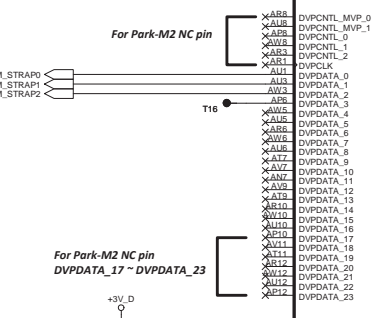 For Park-M2 NC pin
AR8 DVPCNTL_MVP_0
AU8 DVPCNTL_MVP_1
AP8 DVPCNTL_0
AW8 DVPCNTL_1
AR3 DVPCNTL_2
AR1 DVPCLK
M_STRAP0 AU1 DVPDATA_0
M_STRAP1 AU3 DVPDATA_1
M_STRAP2 AW3 DVPDATA_2
T16 AP6 DVPDATA_3
AW5 DVPDATA_4
AU5 DVPDATA_5
AR6 DVPDATA_6
AW6 DVPDATA_7
AU6 DVPDATA_8
AT7 DVPDATA_9
AV7 DVPDATA_10
AN7 DVPDATA_11
AV9 DVPDATA_12
AT9 DVPDATA_13
AR10 DVPDATA_14
AW10 DVPDATA_15
AU10 DVPDATA_16
AP10 DVPDATA_17
AV11 DVPDATA_18
AT11 DVPDATA_19
AR12 DVPDATA_20
AW12 DVPDATA_21
AU12 DVPDATA_22
AP12 DVPDATA_23
For Park-M2 NC pin
DVPDATA_17 ~ DVPDATA_23
+3V_D